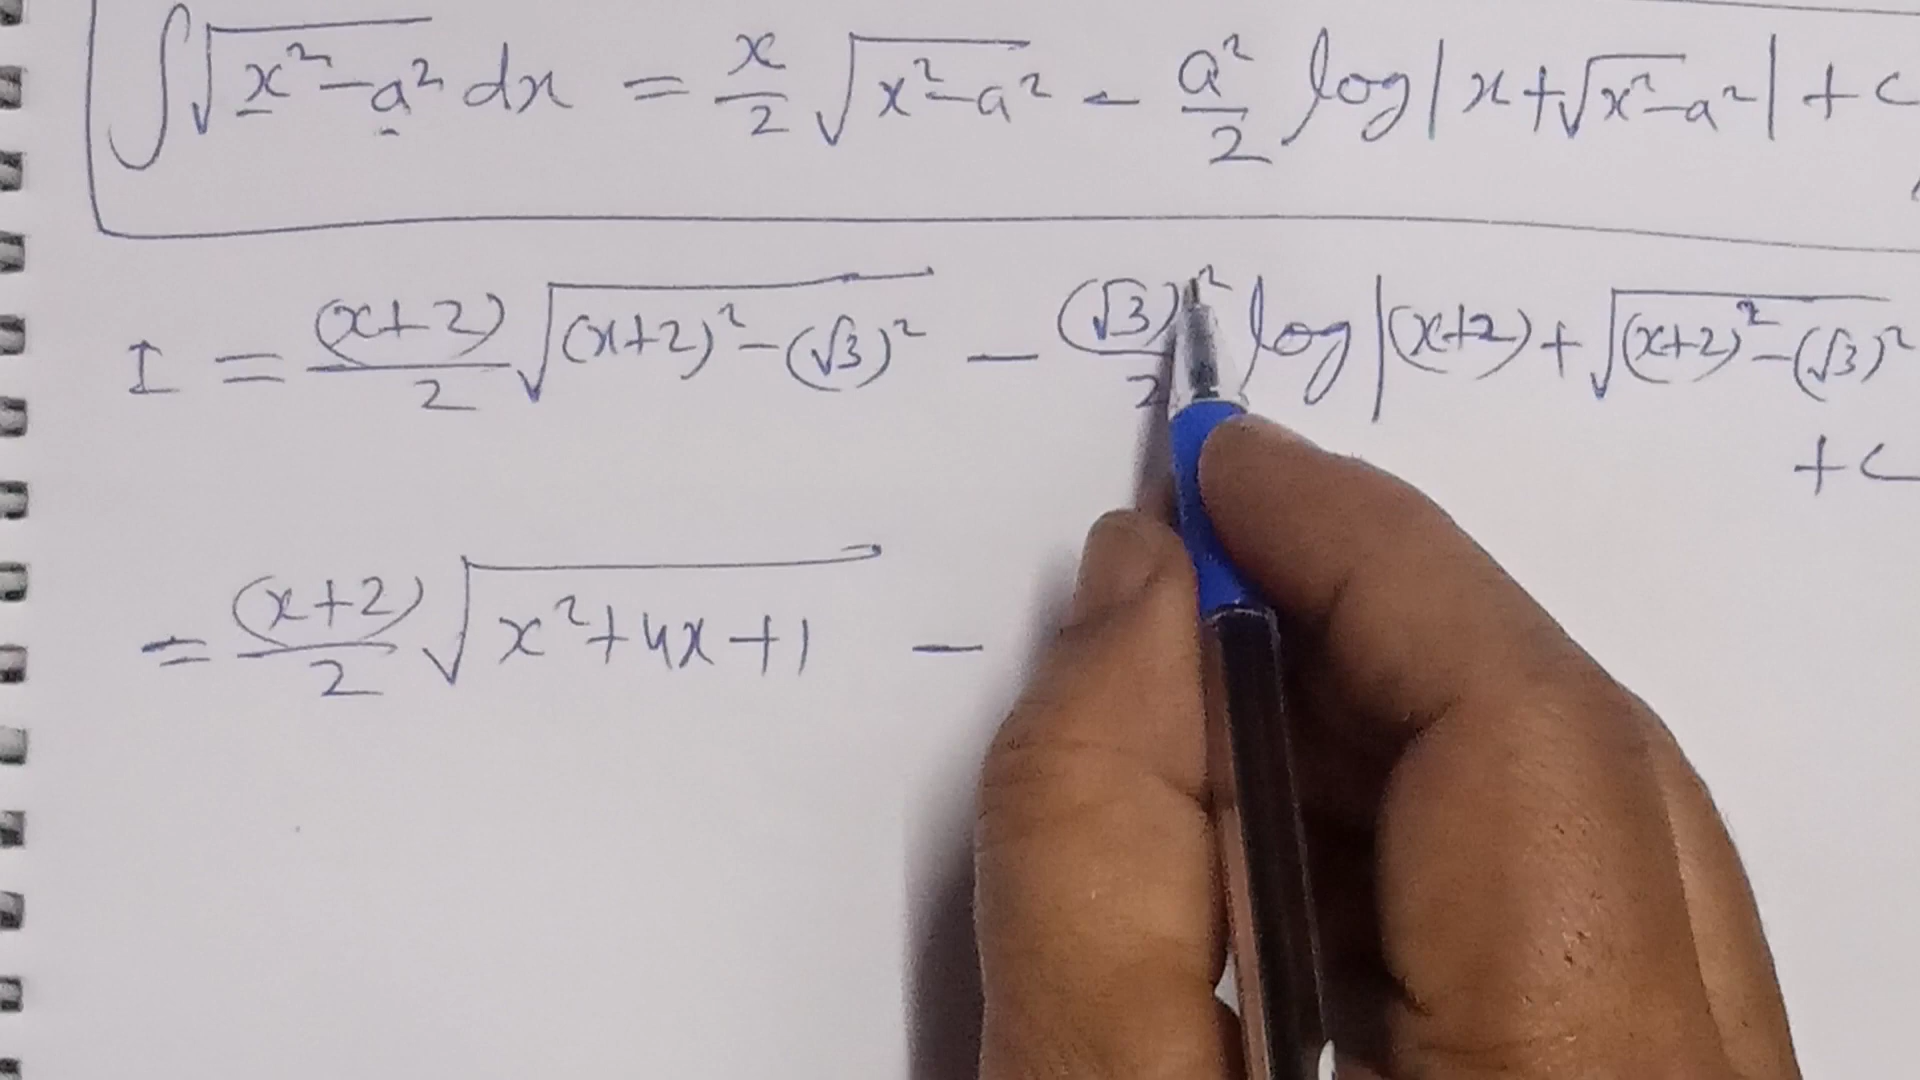 ∫√(x² - a²) dx = x/2 √(x² - a²) - a²/2 log|x + √(x² - a²)| + C
I = (x+2)/2 √((x+2)² - (√3)²) - (√3)²/2 log|(x+2) + √((x+2)² - (√3)²)
+ C
= (x+2)/2 √(x² + 4x + 1) -